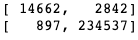 [ 14662,   2842]
[   897, 234537]